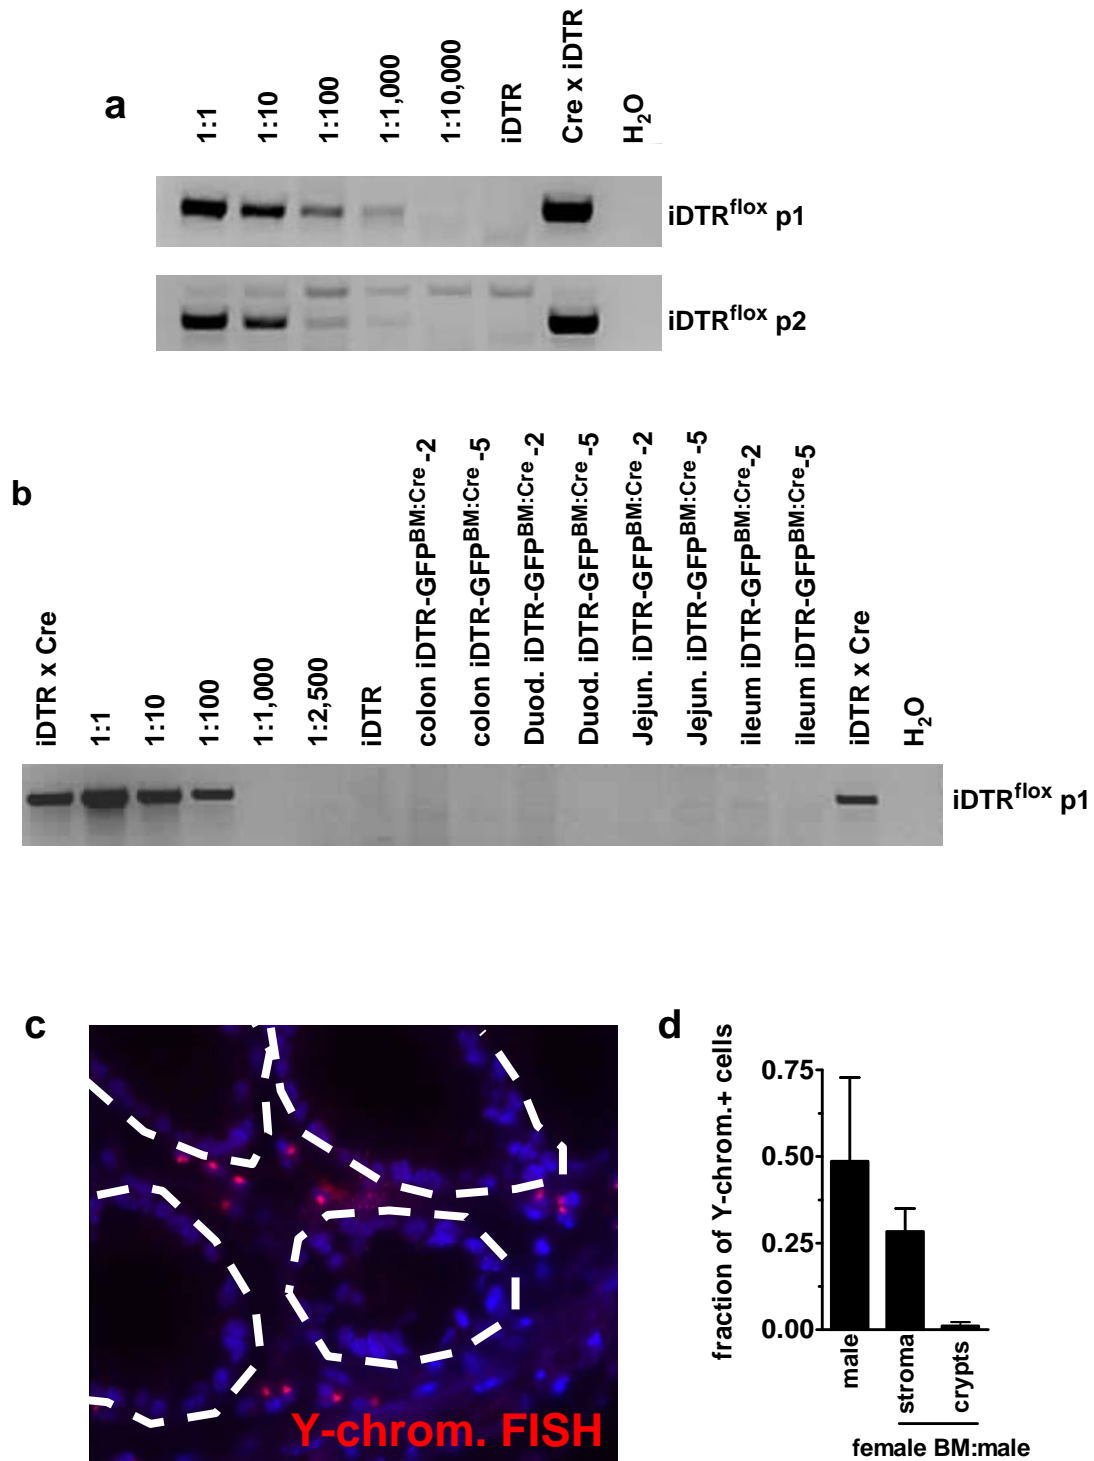 a
1:1
1:10
1:100
1:1,000
1:10,000
iDTR
Cre x iDTR
H2O
iDTRflox p1
iDTRflox p2
b
iDTR x Cre
1:1
1:10
1:100
1:1,000
1:2,500
iDTR
colon iDTR-GFPBM:Cre-2
colon iDTR-GFPBM:Cre-5
Duod. iDTR-GFPBM:Cre-2
Duod. iDTR-GFPBM:Cre-5
Jejun. iDTR-GFPBM:Cre-2
Jejun. iDTR-GFPBM:Cre-5
ileum iDTR-GFPBM:Cre-2
ileum iDTR-GFPBM:Cre-5
iDTR x Cre
H2O
iDTRflox p1
c
Y-chrom. FISH
d
fraction of Y-chrom.+ cells
0.75
0.50
0.25
0.00
male
stroma
crypts
female BM:male